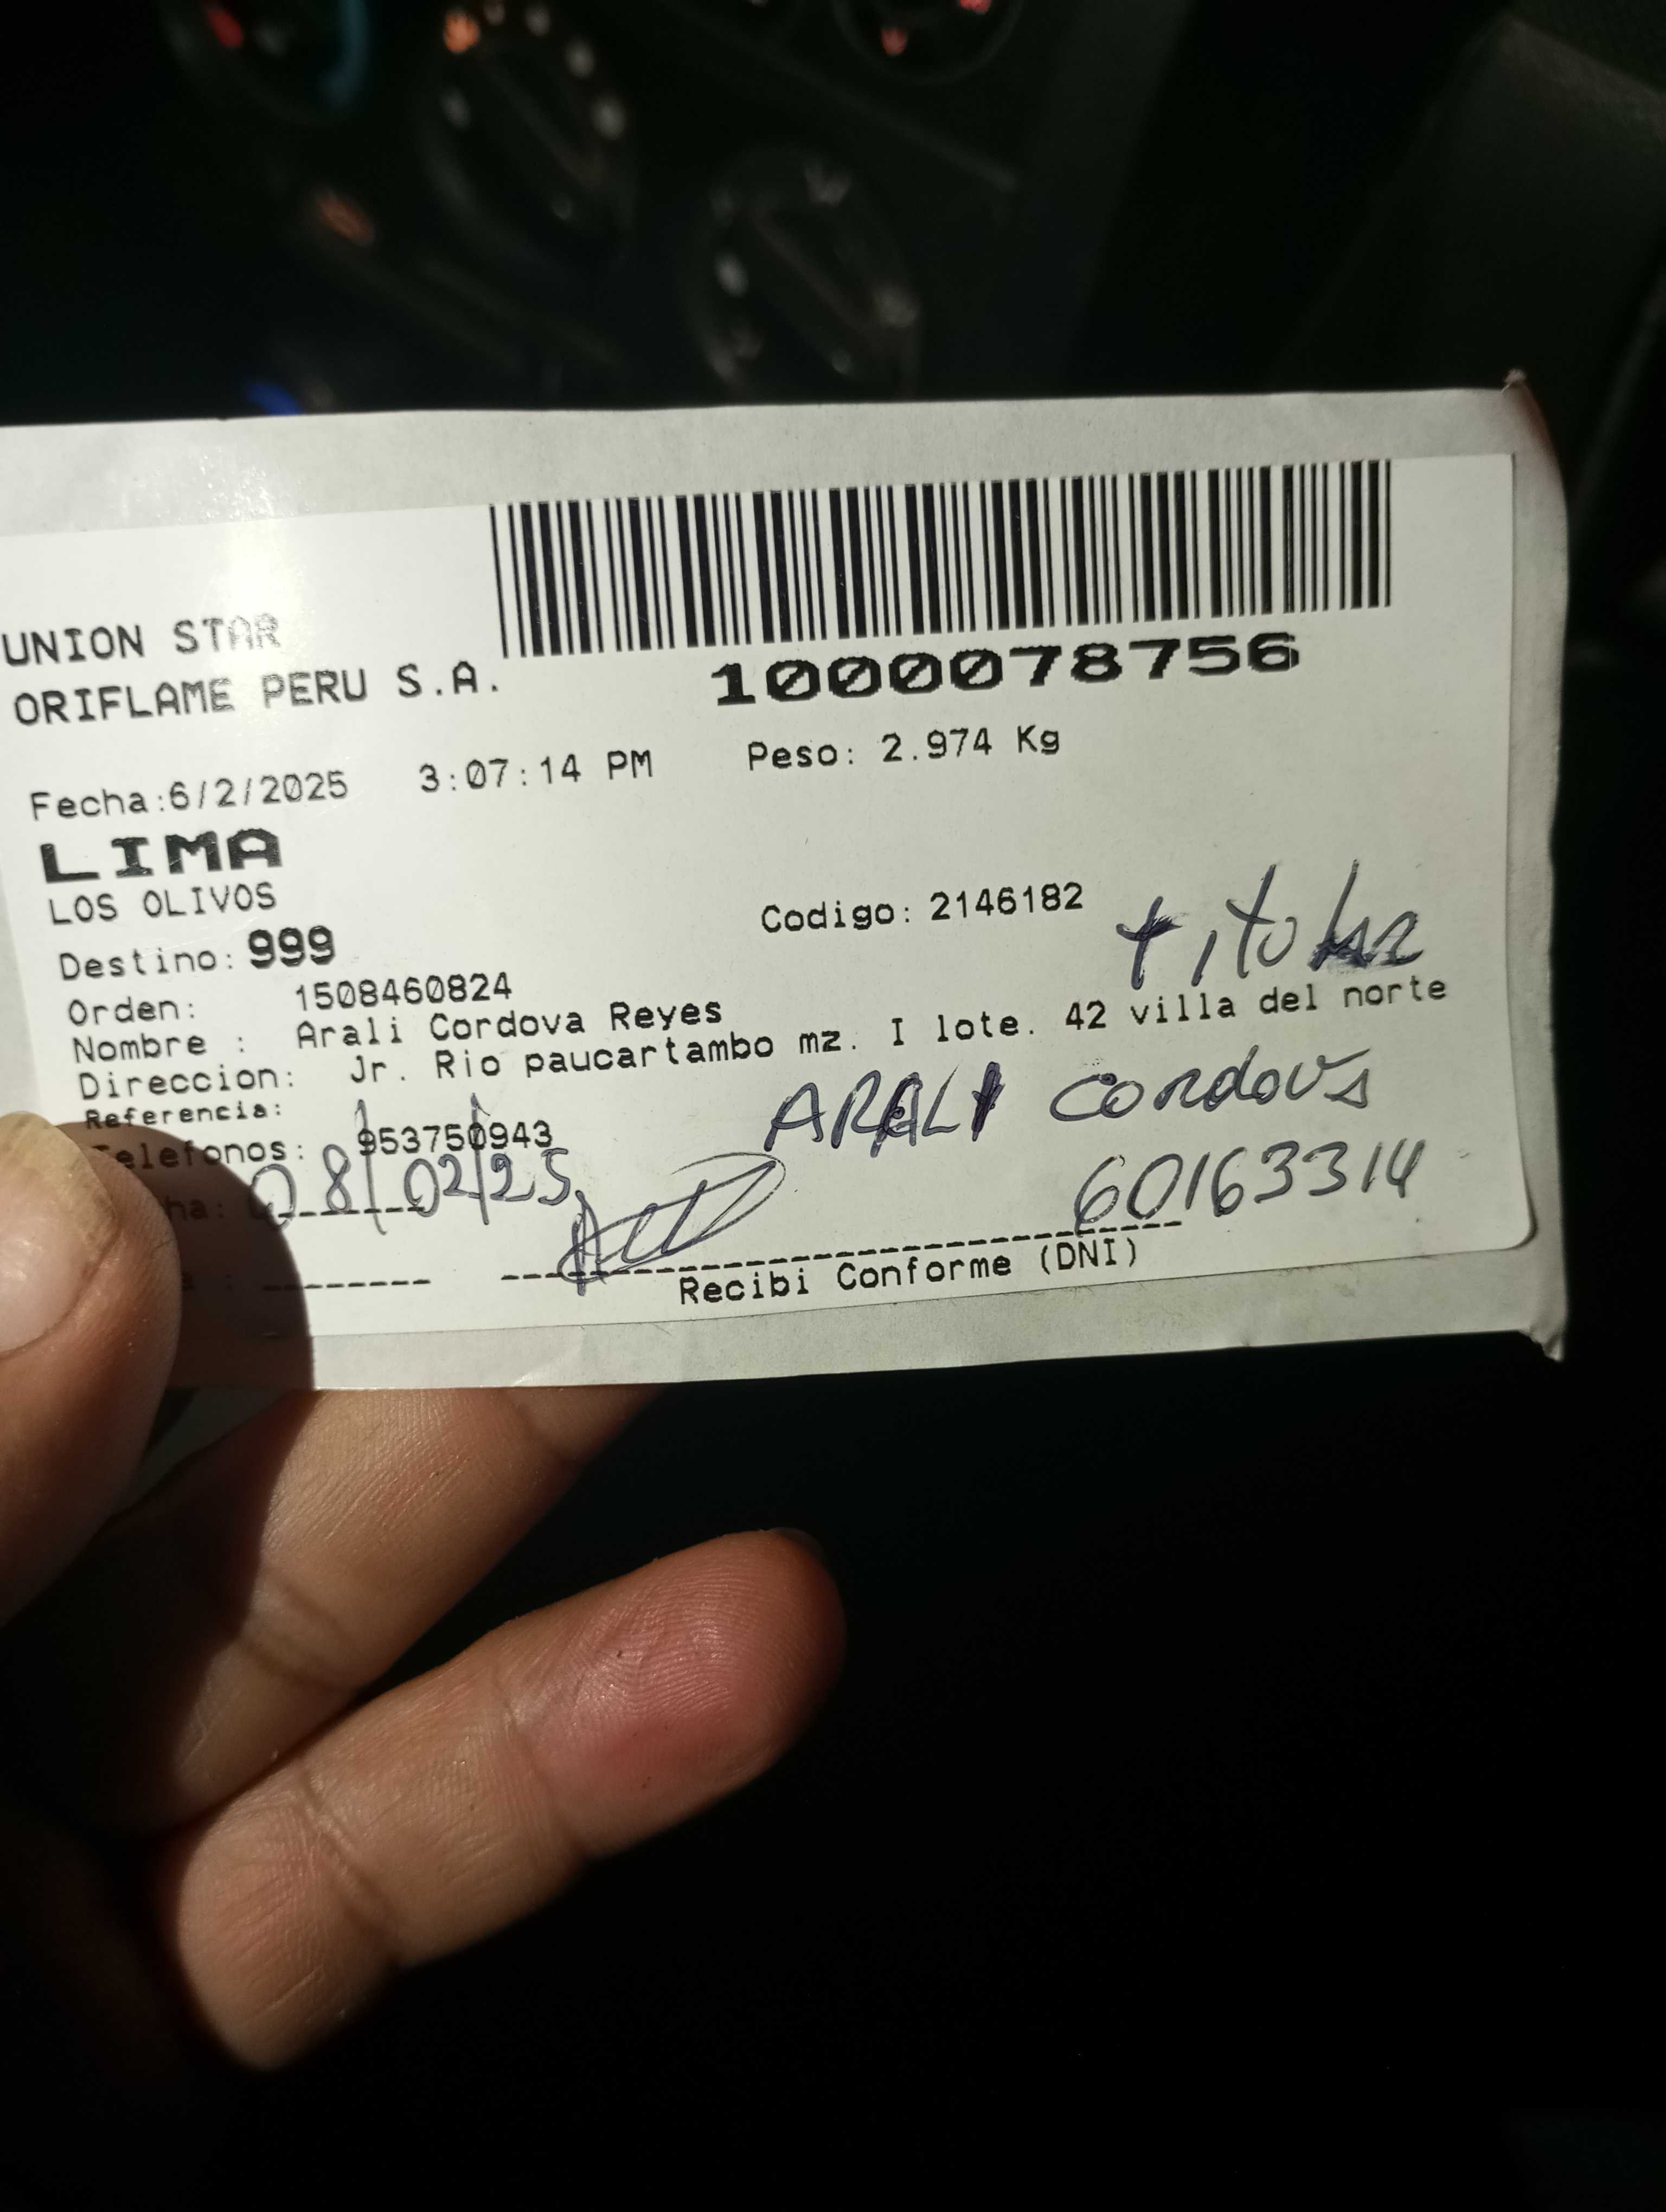 UNION STAR
ORIFLAME PERU S.A.
1000078756
Fecha:6/2/2025 3:07:14 PM Peso: 2.974 Kg
LIMA
LOS OLIVOS
Codigo: 2146182
titular
Destino: 999
Orden: 1508460824
Nombre : Arali Cordova Reyes
Direccion: Jr. Rio paucartambo mz. I lote. 42 villa del norte
Referencia:
Telefonos: 953750943
ARALI Cordova
08/02/25
60163314
Recibi Conforme (DNI)